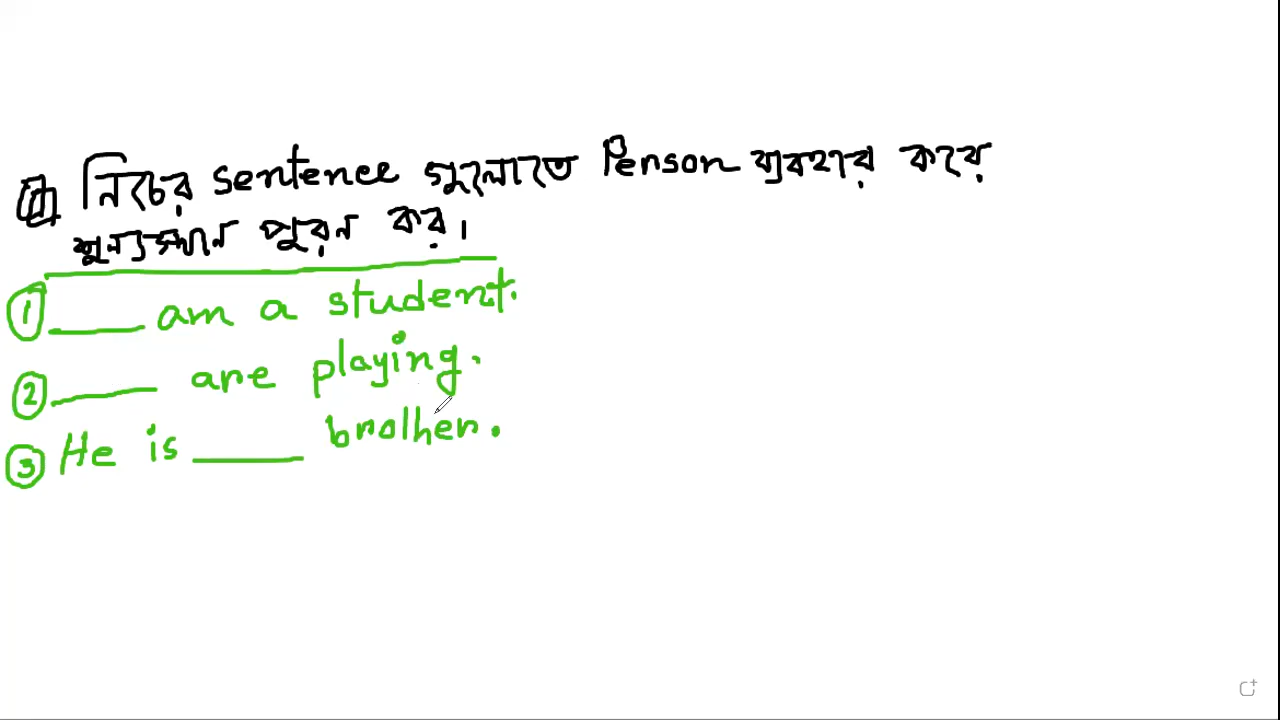 নিচের sentence গুলোতে Person ব্যবহার করে
শুন্যস্থান পুরন কর।
① ____ am a student.
② ____ are playing.
③ He is ____ brother.